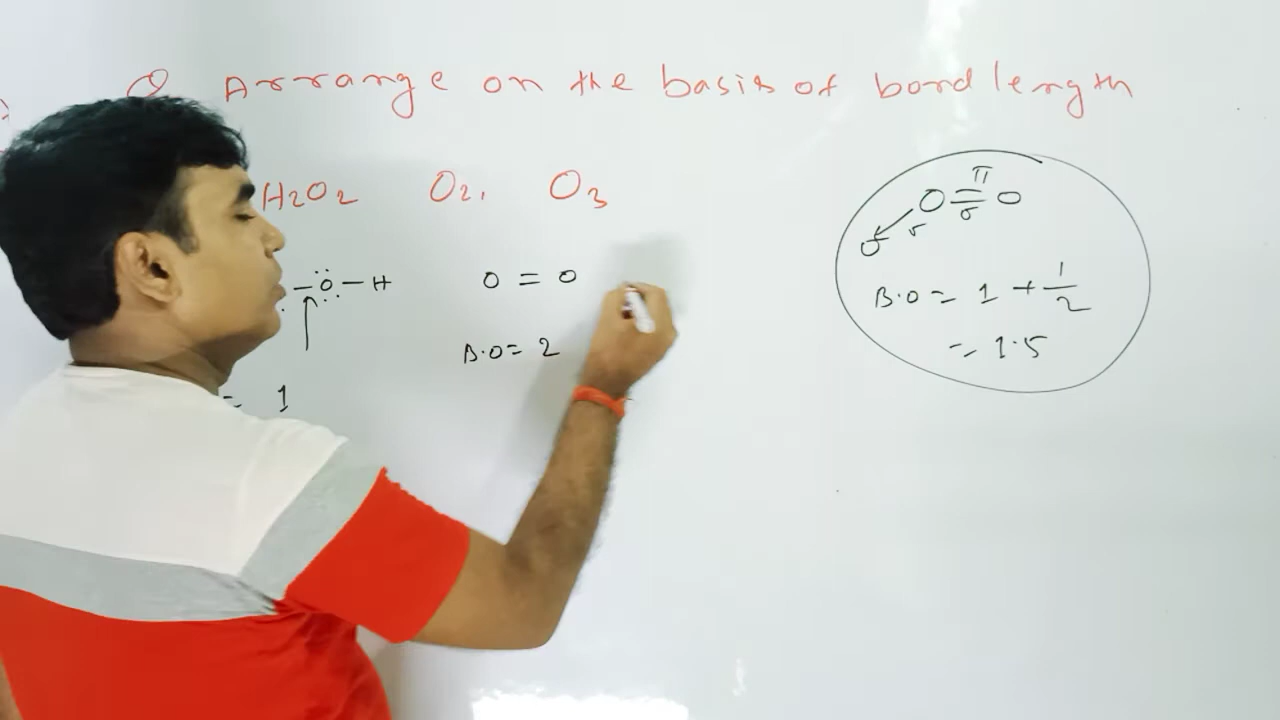 Q Arrange on the basis of bond length
H2O2 O2, O3
-O-H
O = O
B.O = 2
= 1
π
O = O
σ
O σ
B.O = 1 + 1/2
= 1.5